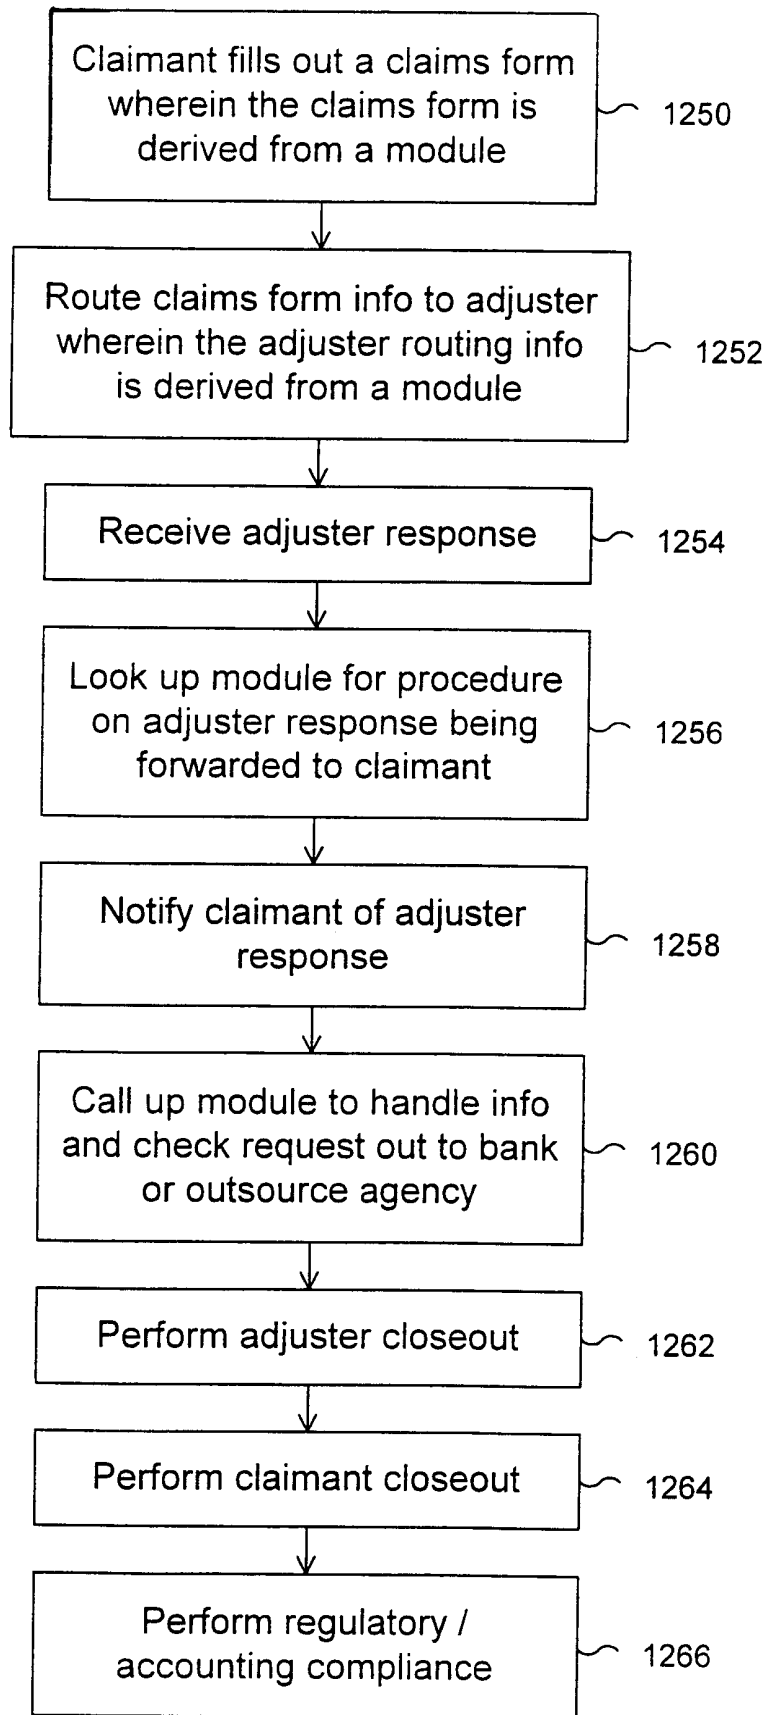 Claimant fills out a claims form
wherein the claims form is
derived from a module
1250
Route claims form info to adjuster
wherein the adjuster routing info
is derived from a module
1252
Receive adjuster response
1254
Look up module for procedure
on adjuster response being
forwarded to claimant
1256
Notify claimant of adjuster
response
1258
Call up module to handle info
and check request out to bank
or outsource agency
1260
Perform adjuster closeout
1262
Perform claimant closeout
1264
Perform regulatory /
accounting compliance
1266